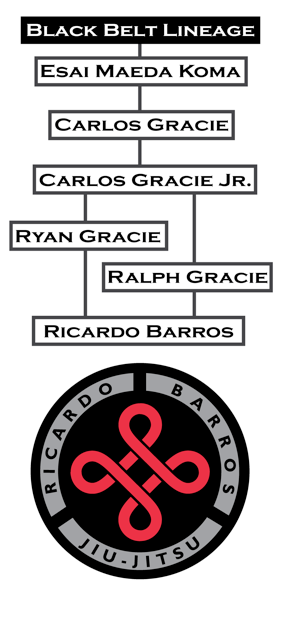 BLACK BELT LINEAGE
ESAI MAEDA KOMA
CARLOS GRACIE
CARLOS GRACIE JR.
RYAN GRACIE
RALPH GRACIE
RICARDO BARROS
RICARDO BARROS
JIU-JITSU